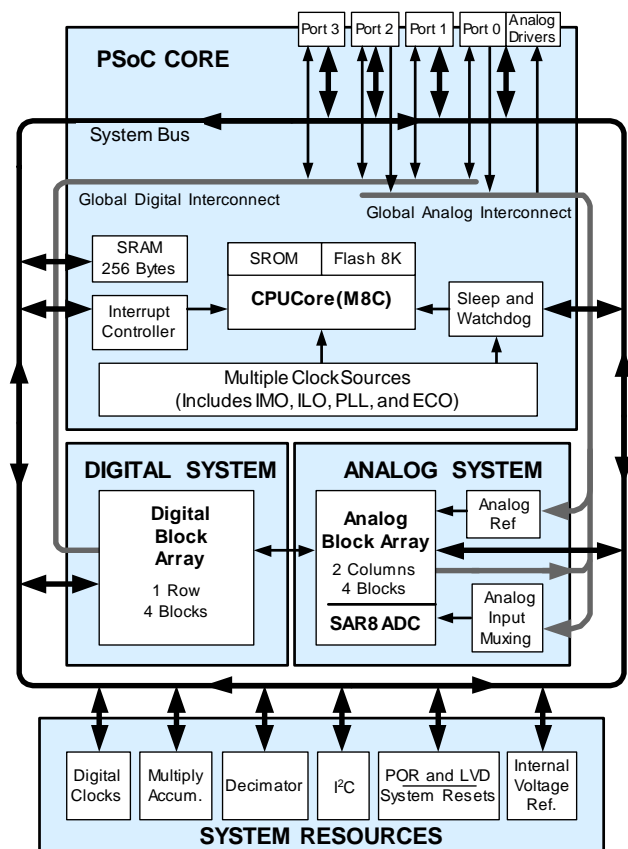 Port 3 Port 2 Port 1 Port 0 Analog
Drivers
PSoC CORE
System Bus
Global Digital Interconnect
Global Analog Interconnect
SRAM
256 Bytes
SROM Flash 8K
CPUCore(M8C)
Interrupt
Controller
Sleep and
Watchdog
Multiple Clock Sources
(Includes IMO, ILO, PLL, and ECO)
DIGITAL SYSTEM
ANALOG SYSTEM
Digital
Block
Array
1 Row
4 Blocks
Analog
Block Array
2 Columns
4 Blocks
SAR8 ADC
Analog
Ref
Analog
Input
Muxing
Digital
Clocks
Multiply
Accum.
Decimator
I²C
POR and LVD
System Resets
Internal
Voltage
Ref.
SYSTEM RESOURCES